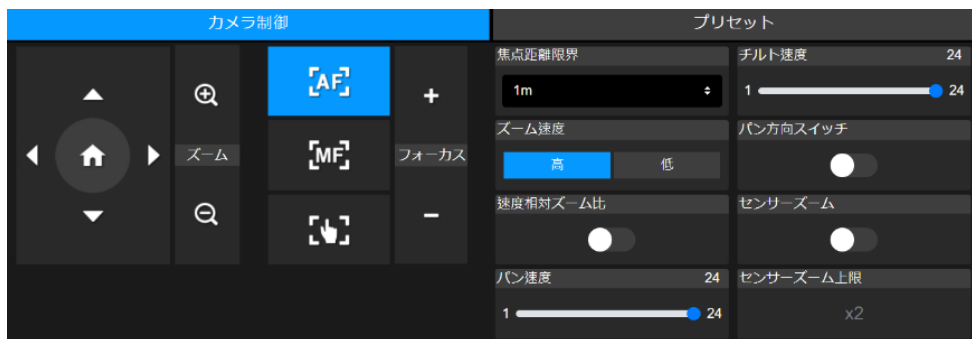 カメラ制御
プリセット
AF
MF
ズーム
+
フォーカス
−
焦点距離限界
1m
ズーム速度
高 低
速度相対ズーム比
パン速度 24
1 24
チルト速度 24
1 24
パン方向スイッチ
センサーズーム
センサーズーム上限
x2